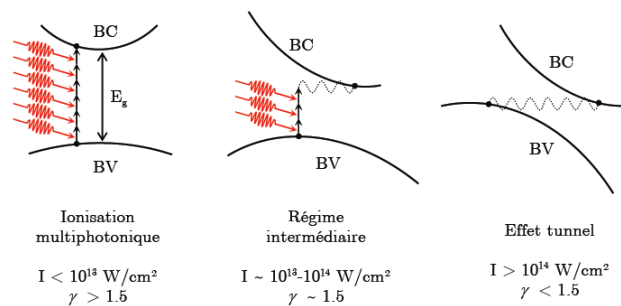 BC
E_g
BV
Ionisation
multiphotonique
I < 10¹³ W/cm²
γ > 1.5
BC
BV
Régime
intermédiaire
I ~ 10¹³-10¹⁴ W/cm²
γ ~ 1.5
BC
BV
Effet tunnel
I > 10¹⁴ W/cm²
γ < 1.5